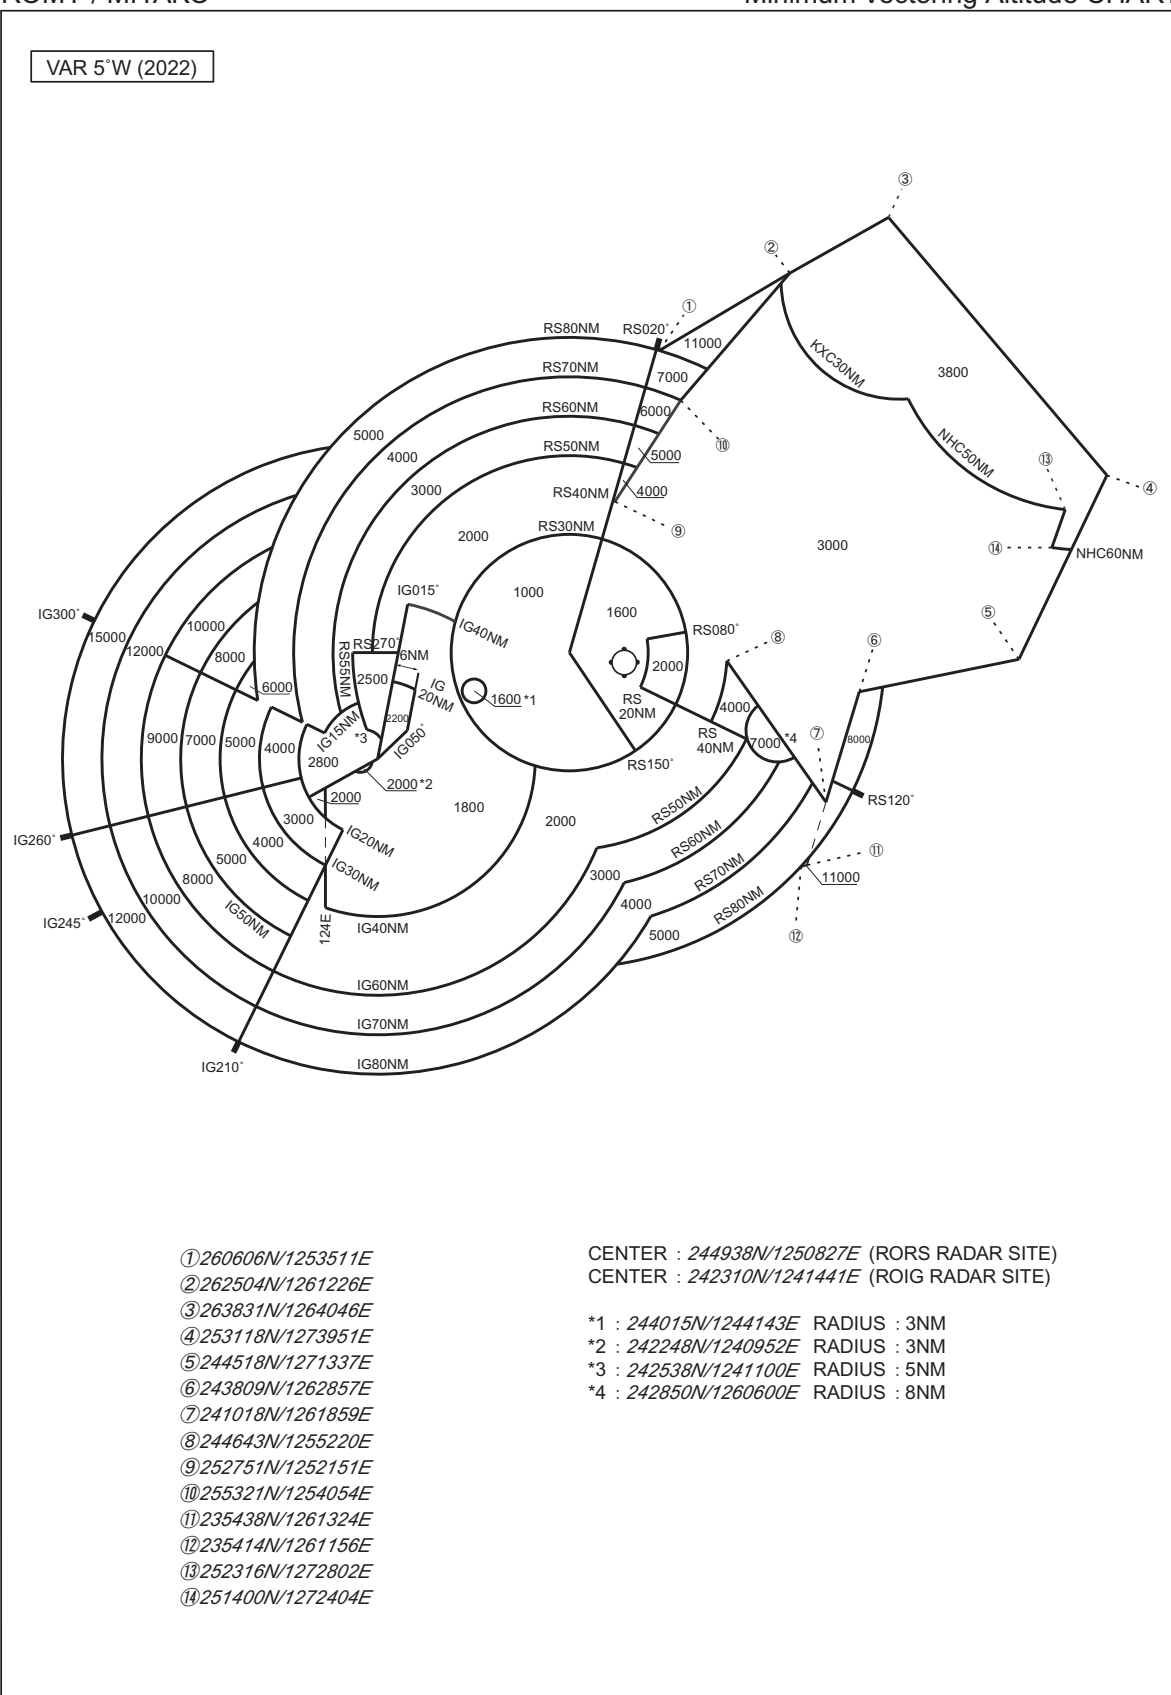 VAR 5˚W (2022)
③
②
①
RS80NM
RS020˚
11000
7000
RS70NM
KXC30NM
3800
RS60NM
6000
5000
NHC50NM
⑩
4000
RS50NM
5000
⑬
④
3000
RS40NM
4000
2000
RS30NM
⑨
3000
⑭
NHC60NM
IG015˚
1000
IG300˚
15000
12000
10000
8000
6000
RS55NM
RS270˚
6NM
IG40NM
2500
IG
20NM
1600
RS080˚
2000
⑧
⑥
⑤
1600 *1
RS
20NM
4000
2200
9000
7000
5000
4000
IG15NM
*3
IG050˚
RS
40NM
7000 *4
⑦
8000
2800
RS150˚
2000 *2
2000
1800
2000
RS50NM
RS120˚
IG260˚
3000
IG20NM
RS60NM
4000
IG30NM
⑪
5000
3000
RS70NM
11000
8000
10000
4000
RS80NM
IG245˚
12000
IG50NM
124E
IG40NM
5000
⑫
IG60NM
IG70NM
IG210˚
IG80NM
①260606N/1253511E
②262504N/1261226E
③263831N/1264046E
④253118N/1273951E
⑤244518N/1271337E
⑥243809N/1262857E
⑦241018N/1261859E
⑧244643N/1255220E
⑨252751N/1252151E
⑩255321N/1254054E
⑪235438N/1261324E
⑫235414N/1261156E
⑬252316N/1272802E
⑭251400N/1272404E
CENTER : 244938N/1250827E (RORS RADAR SITE)
CENTER : 242310N/1241441E (ROIG RADAR SITE)
*1 : 244015N/1244143E RADIUS : 3NM
*2 : 242248N/1240952E RADIUS : 3NM
*3 : 242538N/1241100E RADIUS : 5NM
*4 : 242850N/1260600E RADIUS : 8NM